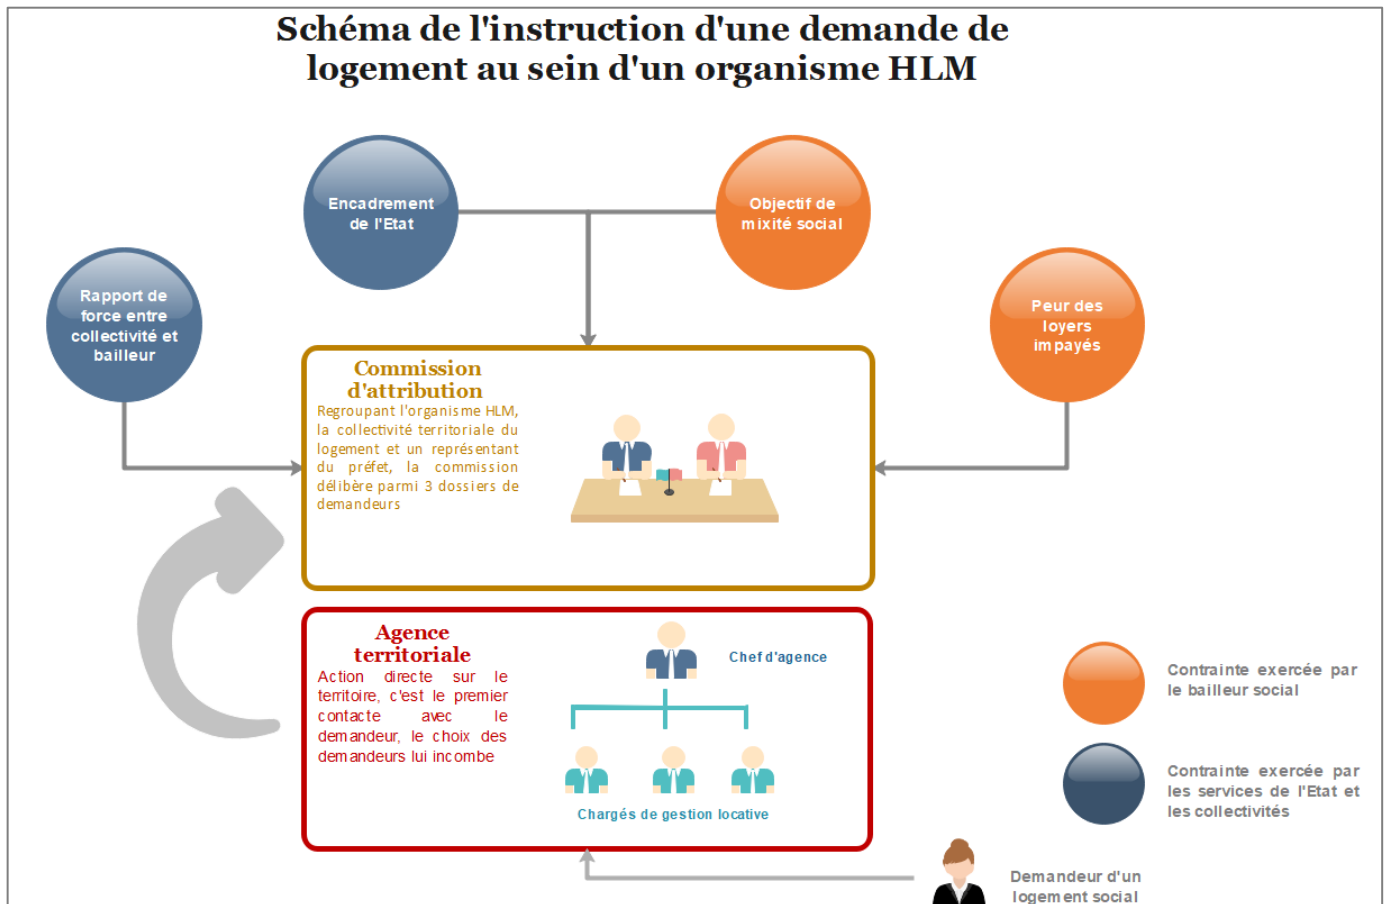 Schéma de l'instruction d'une demande de
logement au sein d'un organisme HLM
Encadrement
de l'Etat
Objectif de
mixité social
Rapport de
force entre
collectivité et
bailleur
Peur des
loyers
impayés
Commission
d'attribution
Regroupant l'organisme HLM,
la collectivité territoriale du
logement et un représentant
du préfet, la commission
délibère parmi 3 dossiers de
demandeurs
Agence
territoriale
Action directe sur le
territoire, c'est le premier
contacte avec le
demandeur, le choix des
demandeurs lui incombe
Chef d'agence
Chargés de gestion locative
Contrainte exercée par
le bailleur social
Contrainte exercée par
les services de l'Etat et
les collectivités
Demandeur d'un
logement social